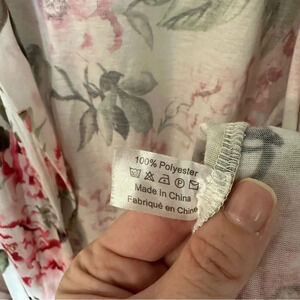 100% Polyester
Made in China
Fabriqué en Chine